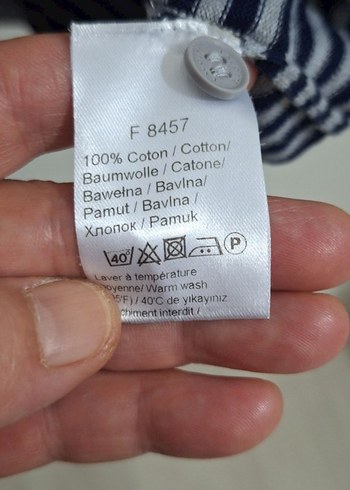 F 8457
100% Coton / Cotton/
Baumwolle / Catone/
Bawełna / Bavlna/
Pamut / Bavlna /
Хлопок / Pamuk
40° P
Laver à température
moyenne/ Warm wash
(105°F) / 40'C de yıkayınız
interdit /